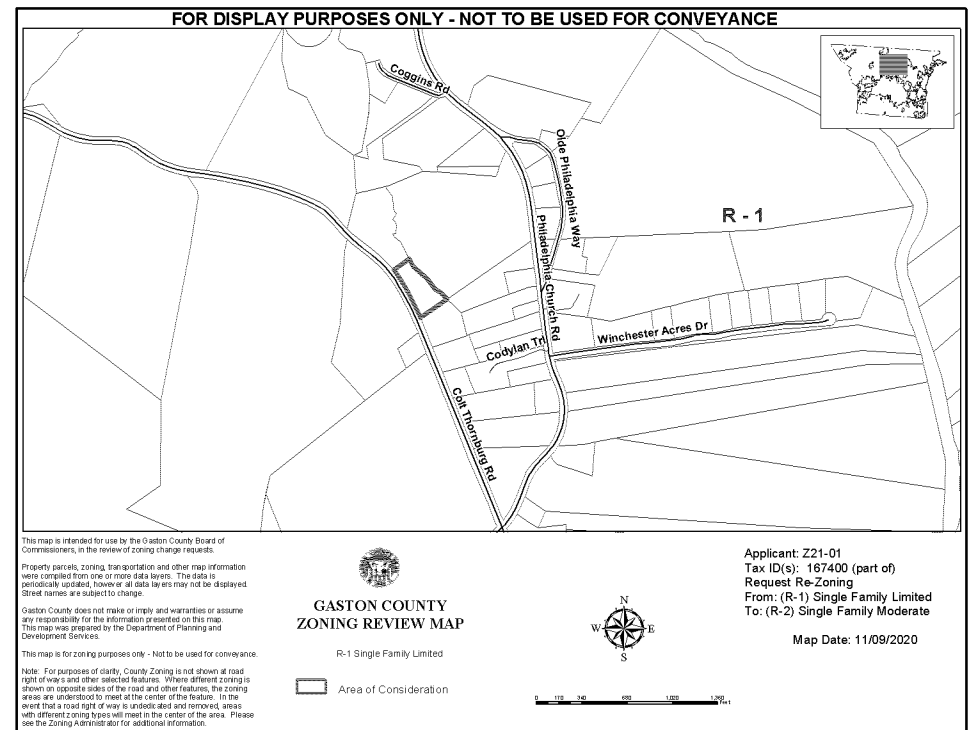 FOR DISPLAY PURPOSES ONLY - NOT TO BE USED FOR CONVEYANCE
Coggins Rd
Olde Philadelphia Way
R - 1
Philadelphia Church Rd
Winchester Acres Dr
Codylan Trl
Colt Thornburg Rd
This map is intended for use by the Gaston County Board of
Commissioners, in the review of zoning change requests.
Property parcels, zoning, transportation and other map information
were compiled from one or more data layers. The data is
periodically updated, however all data layers may not be displayed.
Street names are subject to change.
Gaston County does not make or imply and warranties or assume
any responsibility for the information presented on this map.
This map was prepared by the Department of Planning and
Development Services.
This map is for zoning purposes only - Not to be used for conveyance.
Note: For purposes of clarity, County Zoning is not shown at road
right of ways and other selected features. Where different zoning is
shown on opposite sides of the road and other features, the zoning
areas are understood to meet at the center of the feature. In the
event that a road right of way is undedicated and removed, areas
with different zoning types will meet in the center of the area. Please
see the Zoning Administrator for additional information.
GASTON COUNTY
ZONING REVIEW MAP
R-1 Single Family Limited
Area of Consideration
N
W E
S
0 170 340 680 1,020 1,360
Feet
Applicant: Z21-01
Tax ID(s): 167400 (part of)
Request Re-Zoning
From: (R-1) Single Family Limited
To: (R-2) Single Family Moderate
Map Date: 11/09/2020